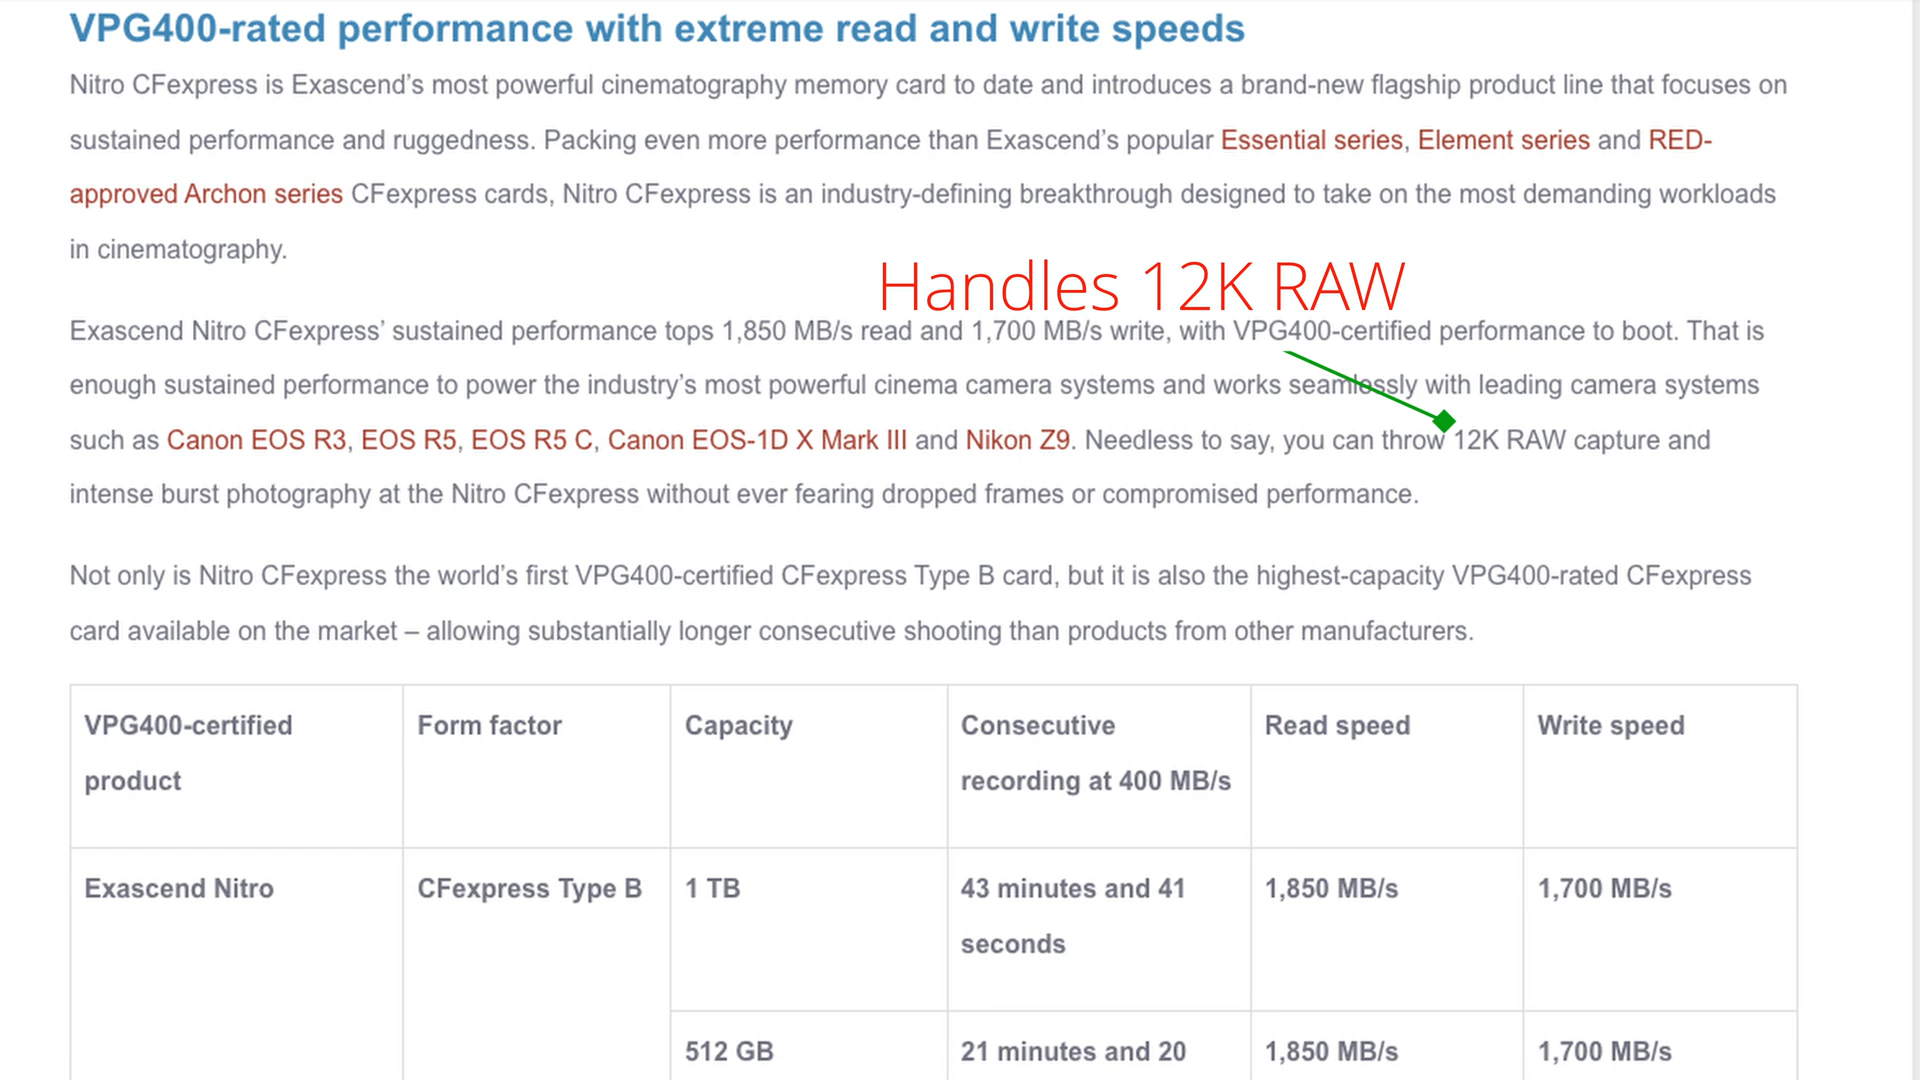 VPG400-rated performance with extreme read and write speeds
Nitro CFexpress is Exascend’s most powerful cinematography memory card to date and introduces a brand-new flagship product line that focuses on
sustained performance and ruggedness. Packing even more performance than Exascend’s popular Essential series, Element series and RED-
approved Archon series CFexpress cards, Nitro CFexpress is an industry-defining breakthrough designed to take on the most demanding workloads
in cinematography.
Handles 12K RAW
Exascend Nitro CFexpress’ sustained performance tops 1,850 MB/s read and 1,700 MB/s write, with VPG400-certified performance to boot. That is
enough sustained performance to power the industry’s most powerful cinema camera systems and works seamlessly with leading camera systems
such as Canon EOS R3, EOS R5, EOS R5 C, Canon EOS-1D X Mark III and Nikon Z9. Needless to say, you can throw 12K RAW capture and
intense burst photography at the Nitro CFexpress without ever fearing dropped frames or compromised performance.
Not only is Nitro CFexpress the world’s first VPG400-certified CFexpress Type B card, but it is also the highest-capacity VPG400-rated CFexpress
card available on the market – allowing substantially longer consecutive shooting than products from other manufacturers.
VPG400-certified product
Form factor
Capacity
Consecutive recording at 400 MB/s
Read speed
Write speed
Exascend Nitro
CFexpress Type B
1 TB
43 minutes and 41 seconds
1,850 MB/s
1,700 MB/s
512 GB
21 minutes and 20
1,850 MB/s
1,700 MB/s